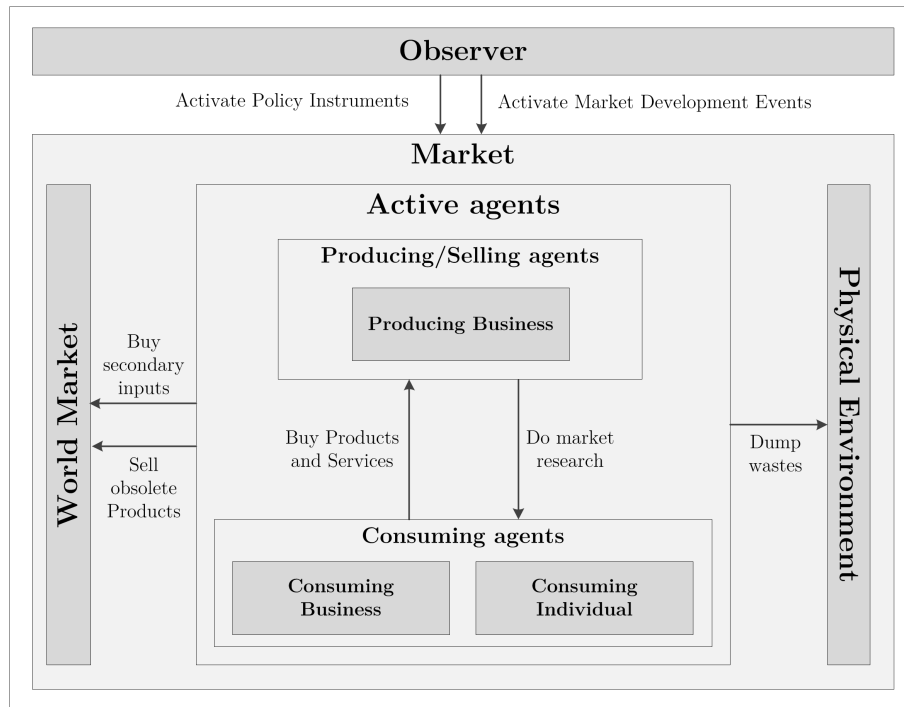 Observer
Activate Policy Instruments
Activate Market Development Events
Market
World Market
Active agents
Producing/Selling agents
Producing Business
Physical Environment
Buy
secondary
inputs
Sell
obsolete
Products
Buy Products
and Services
Do market
research
Dump
wastes
Consuming agents
Consuming
Business
Consuming
Individual